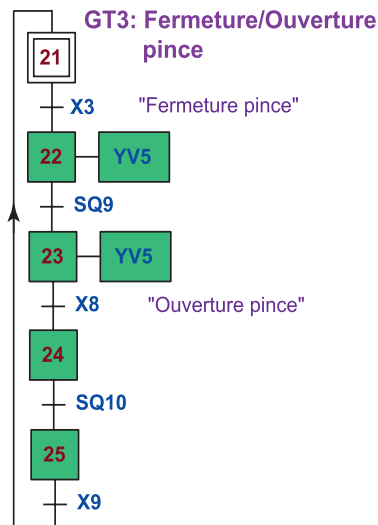 GT3: Fermeture/Ouverture
pince
21
X3 "Fermeture pince"
22 YV5
SQ9
23 YV5
X8 "Ouverture pince"
24
SQ10
25
X9